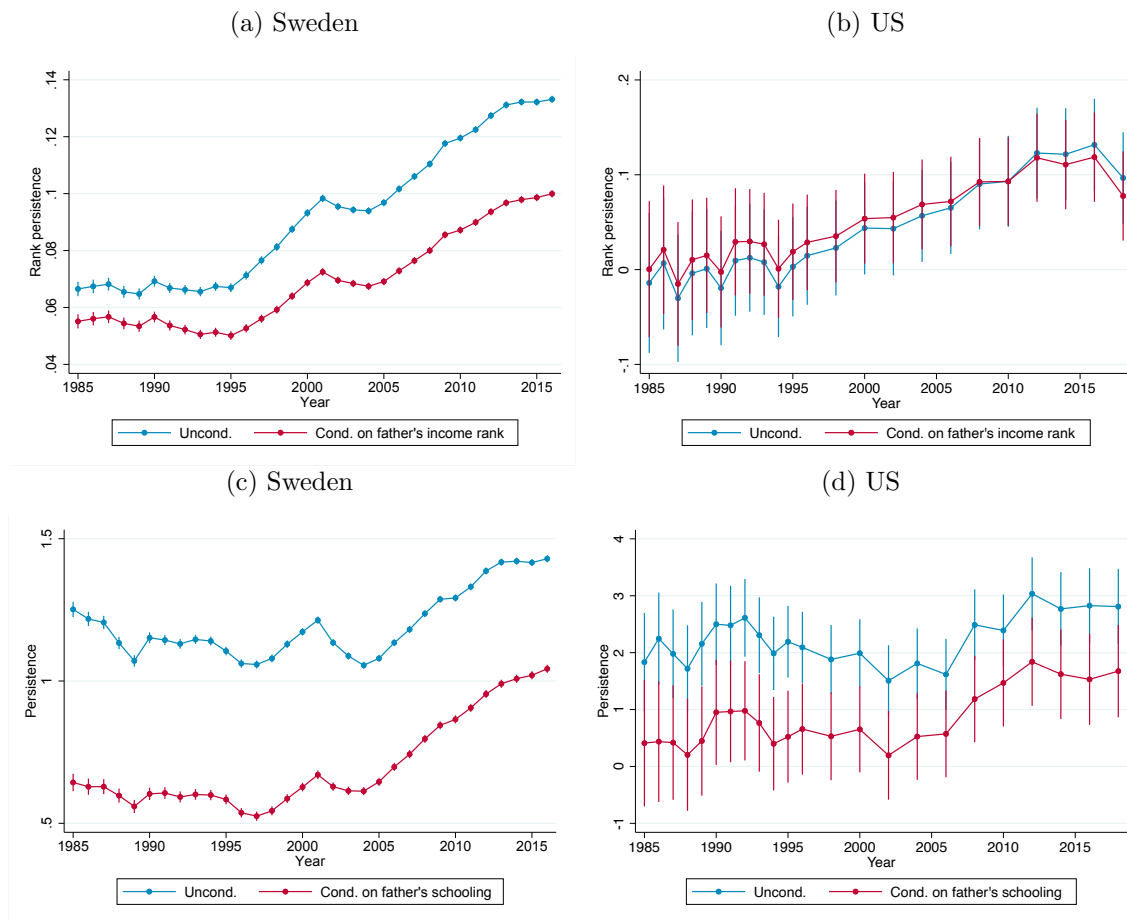 (a) Sweden
Rank persistence
.14
.12
.1
.08
.06
.04
1985 1990 1995 2000 2005 2010 2015
Year
Uncond. Cond. on father's income rank
(b) US
Rank persistence
.2
.1
0
-.1
1985 1990 1995 2000 2005 2010 2015
Year
Uncond. Cond. on father's income rank
(c) Sweden
Persistence
1.5
1
.5
1985 1990 1995 2000 2005 2010 2015
Year
Uncond. Cond. on father's schooling
(d) US
Persistence
4
3
2
1
0
-1
1985 1990 1995 2000 2005 2010 2015
Year
Uncond. Cond. on father's schooling